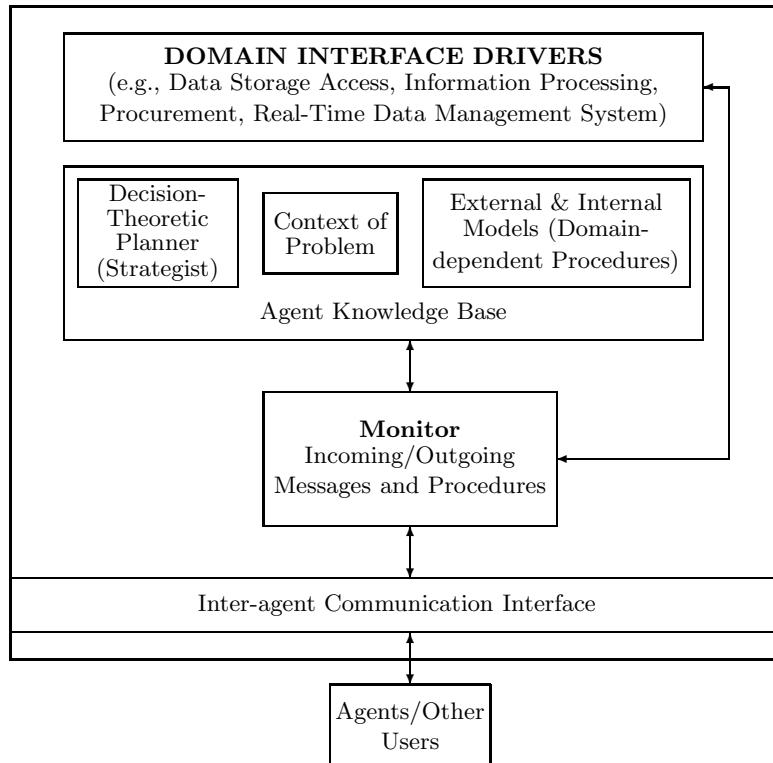 DOMAIN INTERFACE DRIVERS
(e.g., Data Storage Access, Information Processing,
Procurement, Real-Time Data Management System)
Decision-
Theoretic
Planner
(Strategist)
Context of
Problem
External & Internal
Models (Domain-
dependent Procedures)
Agent Knowledge Base
Monitor
Incoming/Outgoing
Messages and Procedures
Inter-agent Communication Interface
Agents/Other
Users